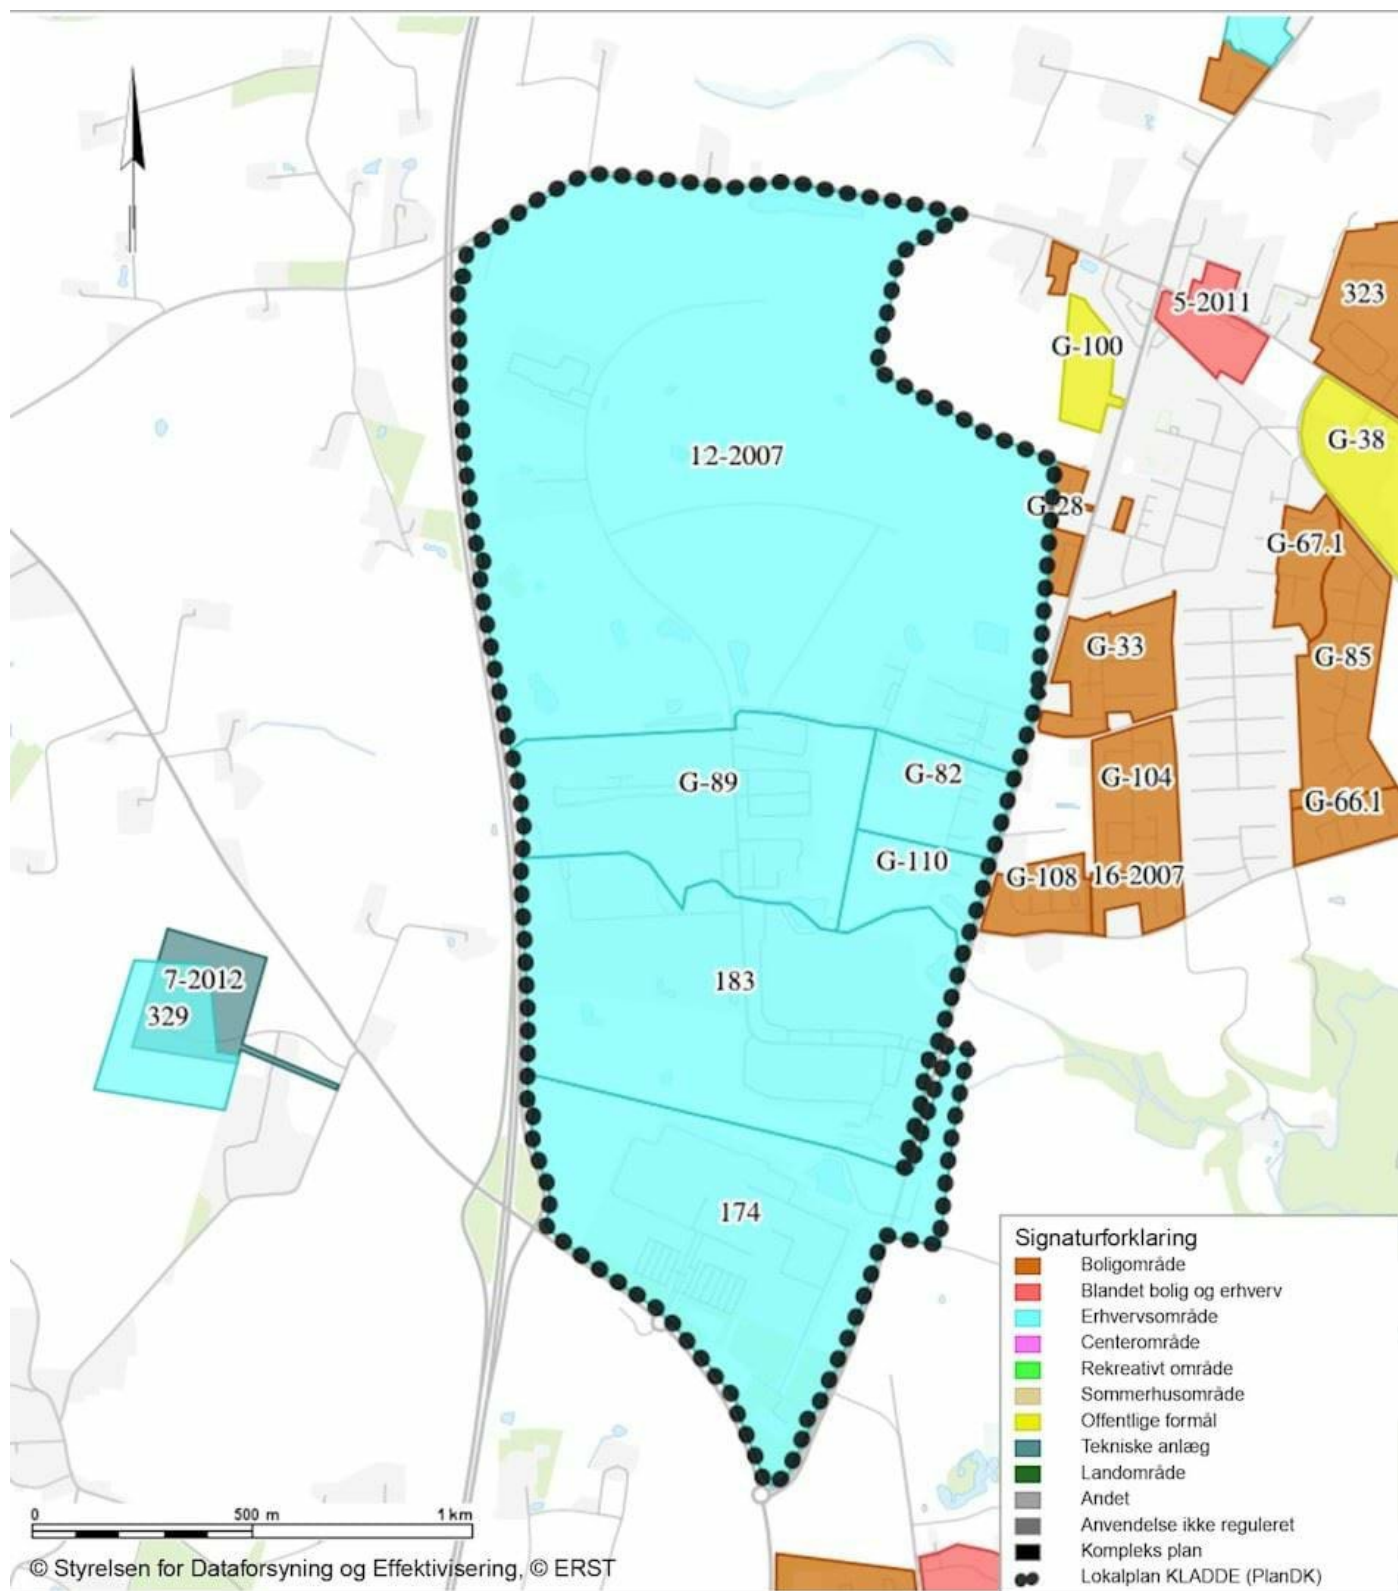 323
5-2011
G-100
G-38
12-2007
G-28
G-67.1
G-33
G-85
G-89
G-82
G-104
G-66.1
G-110
G-108
16-2007
7-2012
183
329
174
Signaturforklaring
Boligområde
Blandet bolig og erhverv
Erhvervsområde
Centerområde
Rekreativt område
Sommerhusområde
Offentlige formål
Tekniske anlæg
Landområde
Andet
Anvendelse ikke reguleret
Kompleks plan
Lokalplan KLADDE (PlanDK)
0 500 m 1 km
© Styrelsen for Dataforsyning og Effektivisering, © ERST